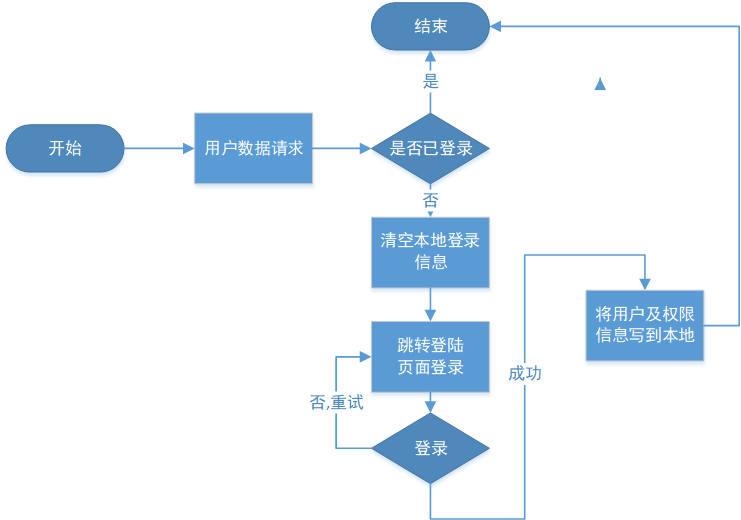 结束
是
开始
用户数据请求
是否已登录
否
清空本地登录
信息
将用户及权限
信息写到本地
跳转登陆
页面登录
成功
否,重试
登录